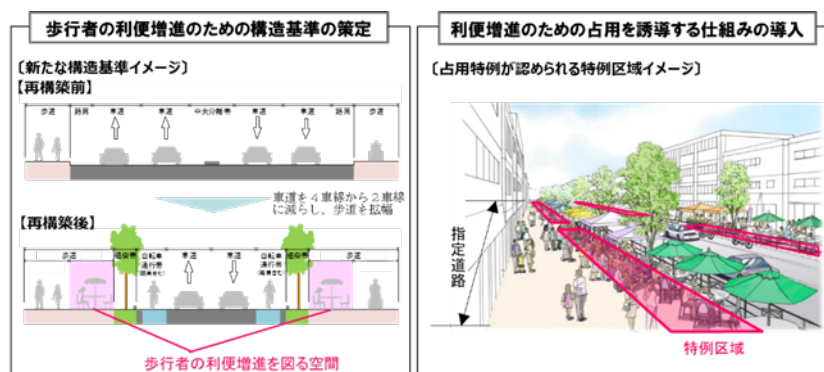 歩行者の利便増進のための構造基準の策定
〔新たな構造基準イメージ〕
【再構築前】
歩道 路肩 車道 車道 中央分離帯 車道 車道 路肩 歩道
車道を4車線から2車線
に減らし、歩道を拡幅
【再構築後】
歩道 植樹帯 自転車 車道 車道 自転車 植樹帯 歩道
通行帯 通行帯
歩行者の利便増進を図る空間
利便増進のための占用を誘導する仕組みの導入
〔占用特例が認められる特例区域イメージ〕
指定道路
特例区域